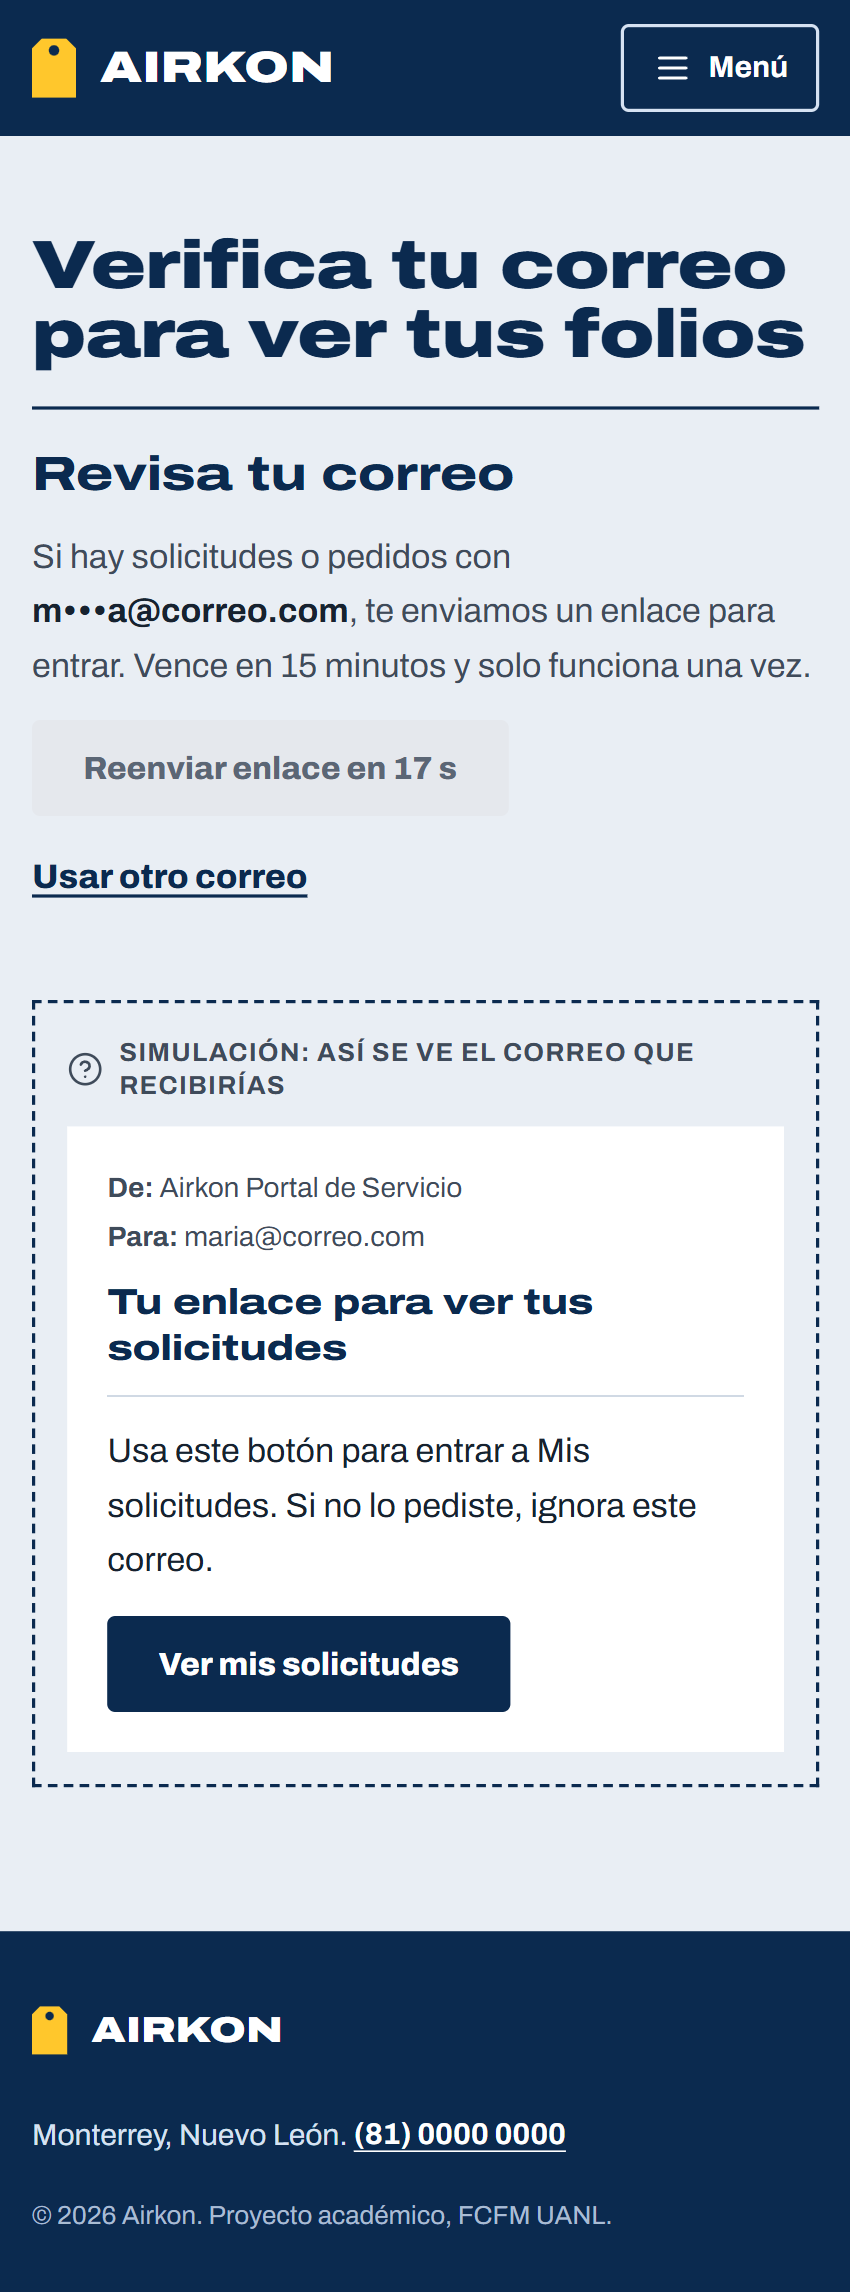 AIRKON
Menú
Verifica tu correo
para ver tus folios
Revisa tu correo
Si hay solicitudes o pedidos con
m•••a@correo.com, te enviamos un enlace para
entrar. Vence en 15 minutos y solo funciona una vez.
Reenviar enlace en 17 s
Usar otro correo
SIMULACIÓN: ASÍ SE VE EL CORREO QUE
RECIBIRÍAS
De: Airkon Portal de Servicio
Para: maria@correo.com
Tu enlace para ver tus
solicitudes
Usa este botón para entrar a Mis
solicitudes. Si no lo pediste, ignora este
correo.
Ver mis solicitudes
AIRKON
Monterrey, Nuevo León. (81) 0000 0000
© 2026 Airkon. Proyecto académico, FCFM UANL.